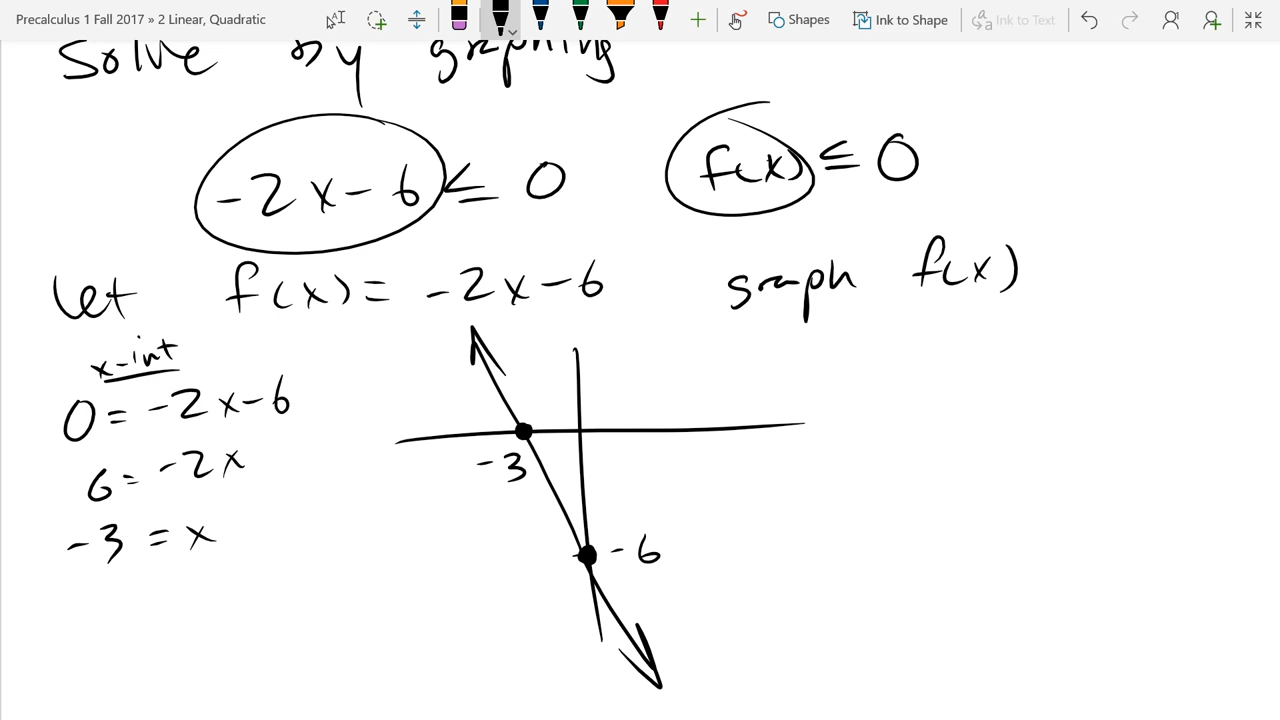 Precalculus 1 Fall 2017 » 2 Linear, Quadratic
Shapes
Ink to Shape
Ink to Text
Solve by graphing
-2x-6 ≤ 0
f(x) ≤ 0
Let f(x) = -2x-6
graph f(x)
x-int
0 = -2x-6
6 = -2x
-3 = x
-3
-6